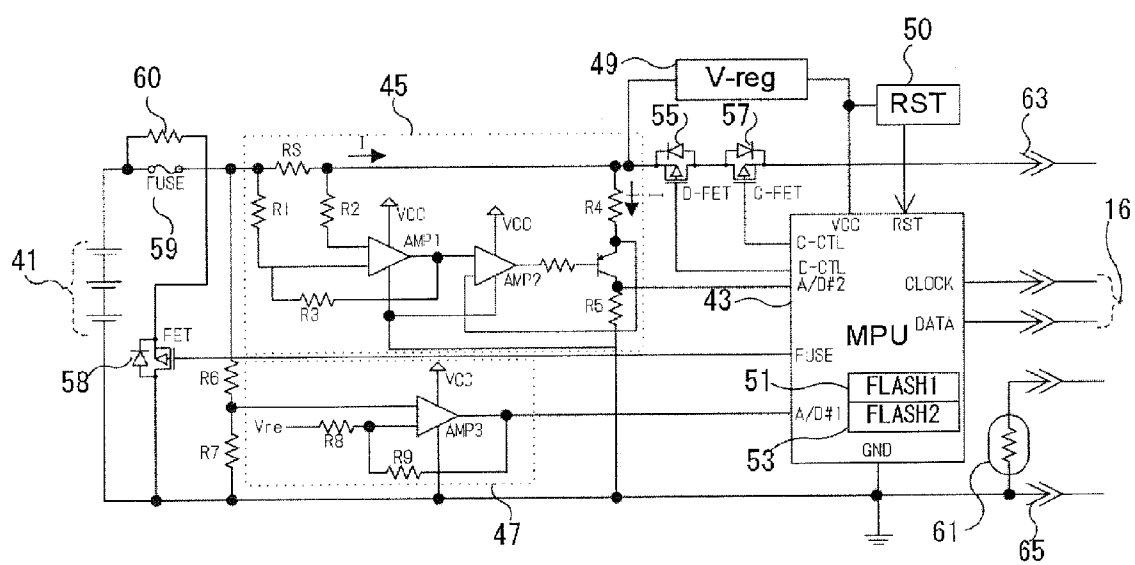 60
45
49
V-reg
50
RST
55
57
63
RS
I
FUSE
D-FET
C-FET
R1
R2
VCC
VCC
R4
I
VCC
RST
59
AMP1
AMP2
C-CTL
D-CTL
A/D#2
16
41
R3
R5
43
CLOCK
MPU
DATA
FET
58
FUSE
R6
VCC
51
FLASH1
FLASH2
Vre
R8
AMP3
A/D#1
R7
R9
53
GND
47
61
65